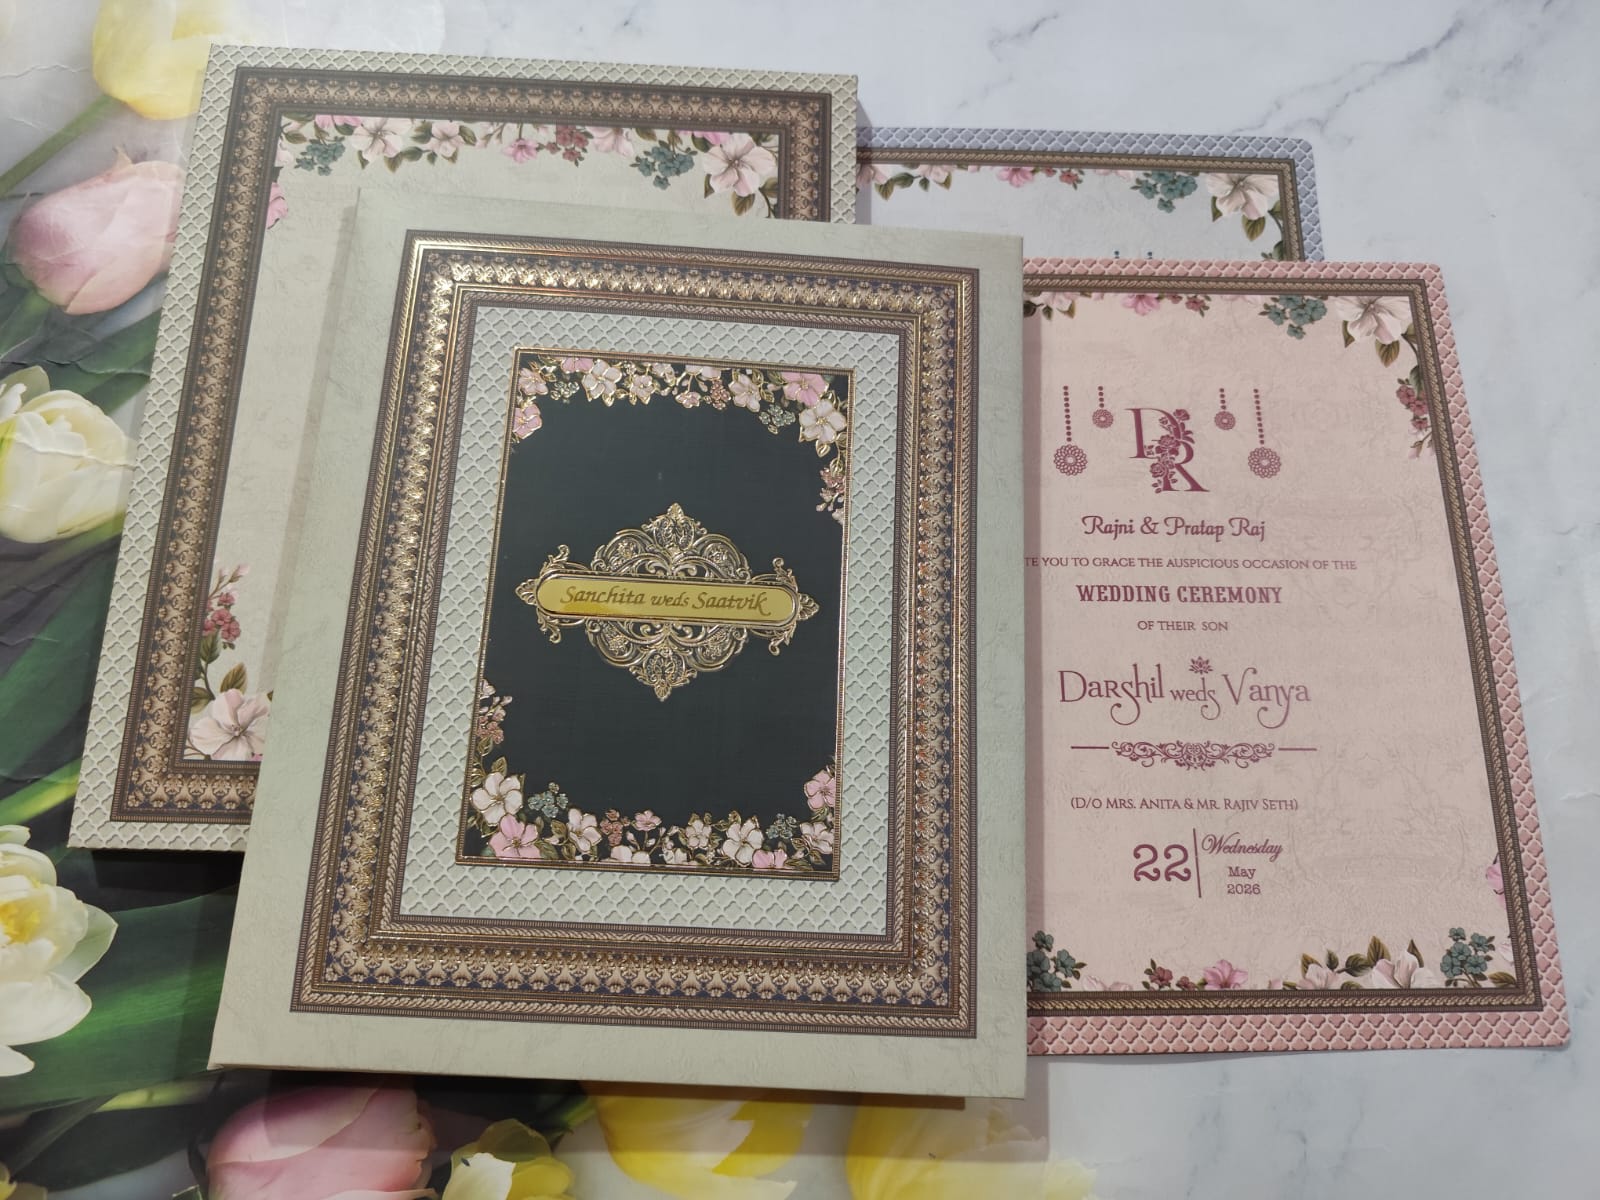 Sanchita weds Saatvik
DR
Rajni & Pratap Raj
YOU TO GRACE THE AUSPICIOUS OCCASION OF THE
WEDDING CEREMONY
OF THEIR SON
Darshil weds Vanya
(D/O MRS. ANITA & MR. RAJIV SETH)
22
Wednesday
May
2026